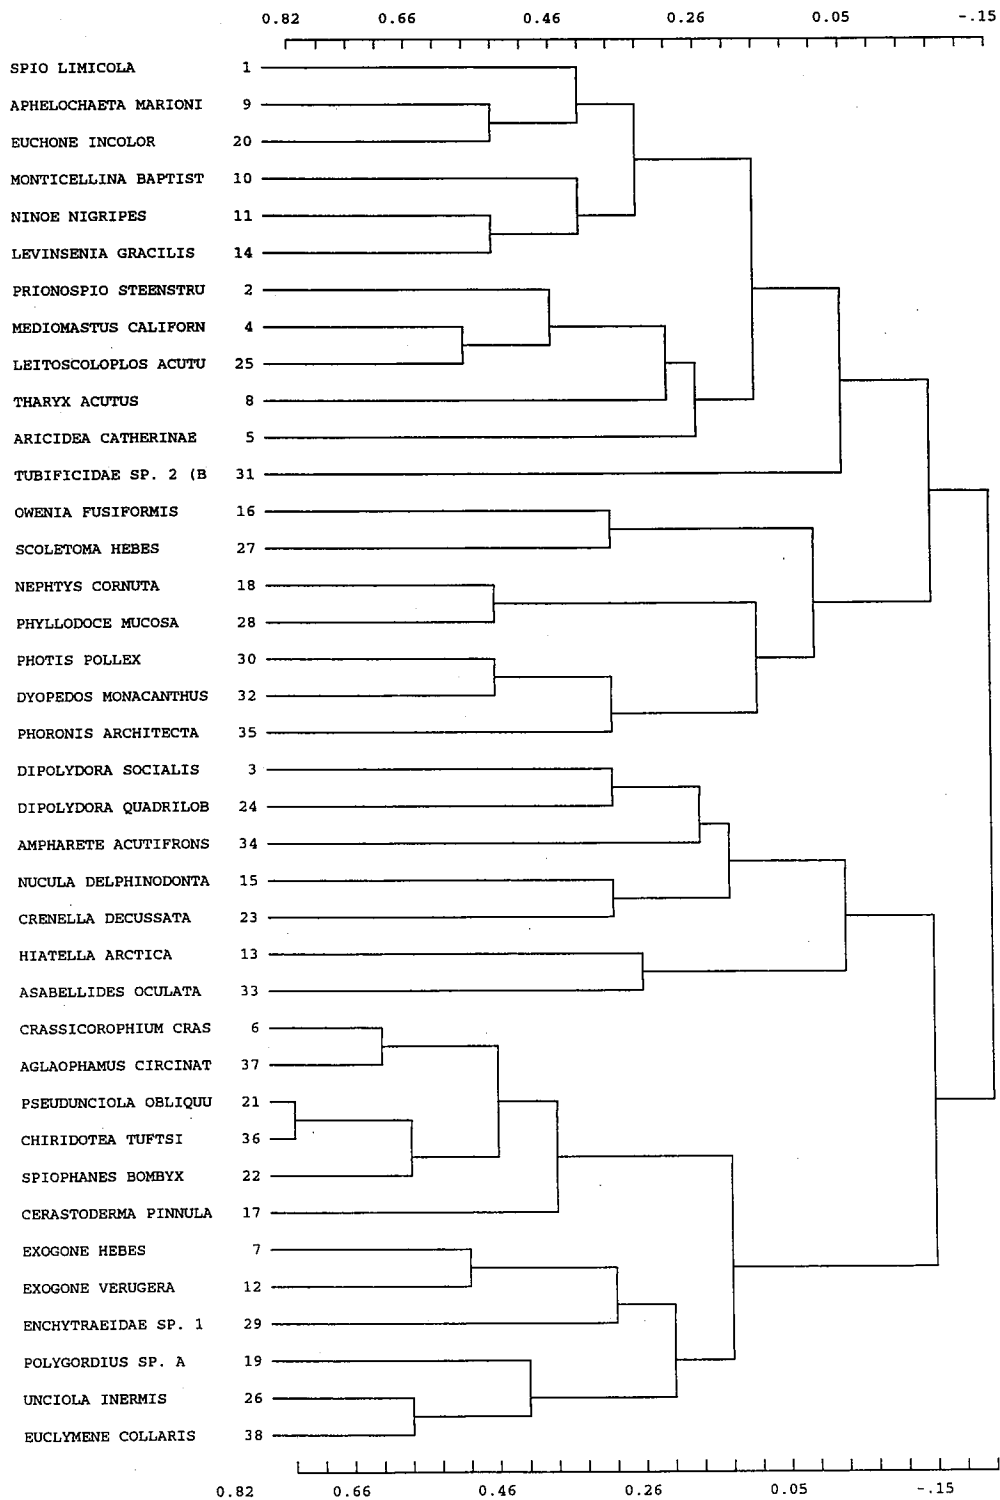 0.82 0.66 0.46 0.26 0.05 -.15
SPIO LIMICOLA 1
APHELOCHAETA MARIONI 9
EUCHONE INCOLOR 20
MONTICELLINA BAPTIST 10
NINOE NIGRIPES 11
LEVINSENIA GRACILIS 14
PRIONOSPIO STEENSTRU 2
MEDIOMASTUS CALIFORN 4
LEITOSCOLOPLOS ACUTU 25
THARYX ACUTUS 8
ARICIDEA CATHERINAE 5
TUBIFICIDAE SP. 2 (B 31
OWENIA FUSIFORMIS 16
SCOLETOMA HEBES 27
NEPHTYS CORNUTA 18
PHYLLODOCE MUCOSA 28
PHOTIS POLLEX 30
DYOPEDOS MONACANTHUS 32
PHORONIS ARCHITECTA 35
DIPOLYDORA SOCIALIS 3
DIPOLYDORA QUADRILOB 24
AMPHARETE ACUTIFRONS 34
NUCULA DELPHINODONTA 15
CRENELLA DECUSSATA 23
HIATELLA ARCTICA 13
ASABELLIDES OCULATA 33
CRASSICOROPHIUM CRAS 6
AGLAOPHAMUS CIRCINAT 37
PSEUDUNCIOLA OBLIQUU 21
CHIRIDOTEA TUFTSI 36
SPIOPHANES BOMBYX 22
CERASTODERMA PINNULA 17
EXOGONE HEBES 7
EXOGONE VERUGERA 12
ENCHYTRAEIDAE SP. 1 29
POLYGORDIUS SP. A 19
UNCIOLA INERMIS 26
EUCLYMENE COLLARIS 38
0.82 0.66 0.46 0.26 0.05 -.15